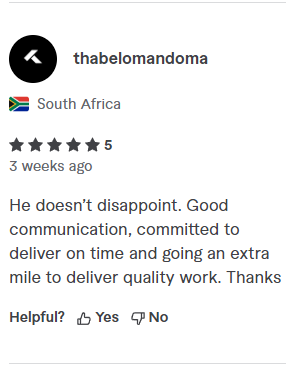 thabelomandoma
South Africa
5
3 weeks ago
He doesn’t disappoint. Good
communication, committed to
deliver on time and going an extra
mile to deliver quality work. Thanks
Helpful? Yes No